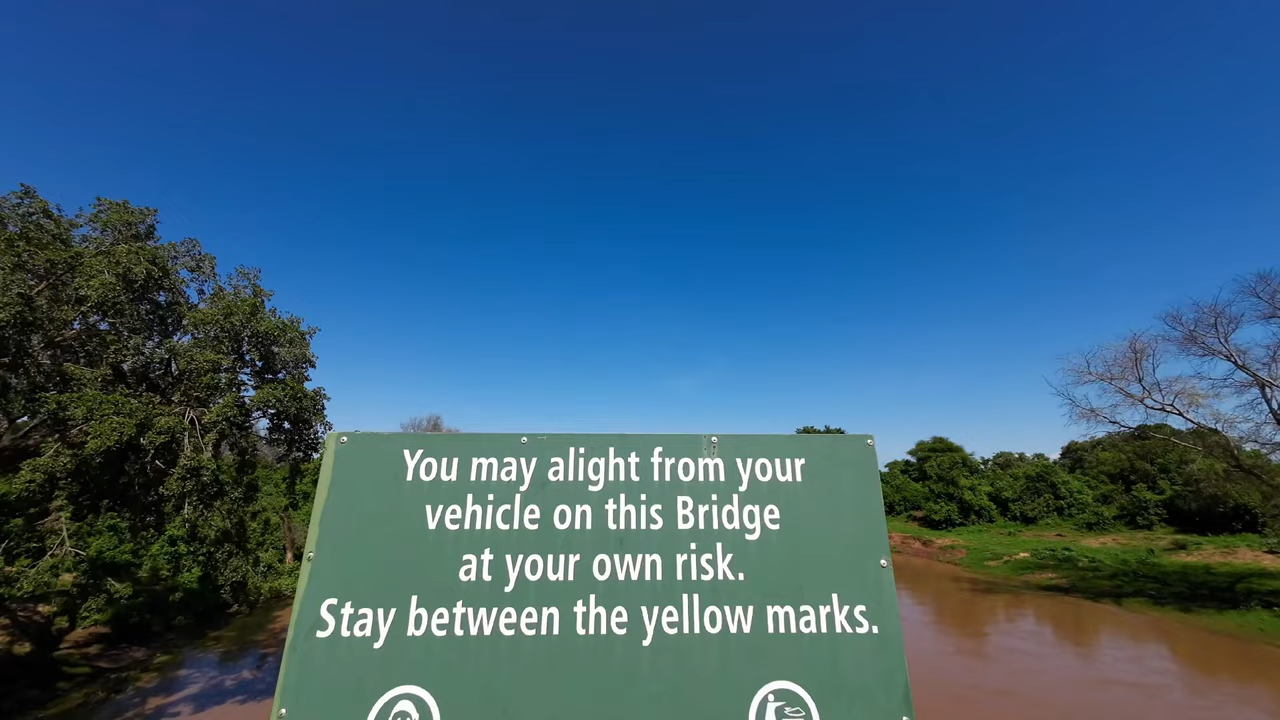 You may alight from your
vehicle on this Bridge
at your own risk.
Stay between the yellow marks.